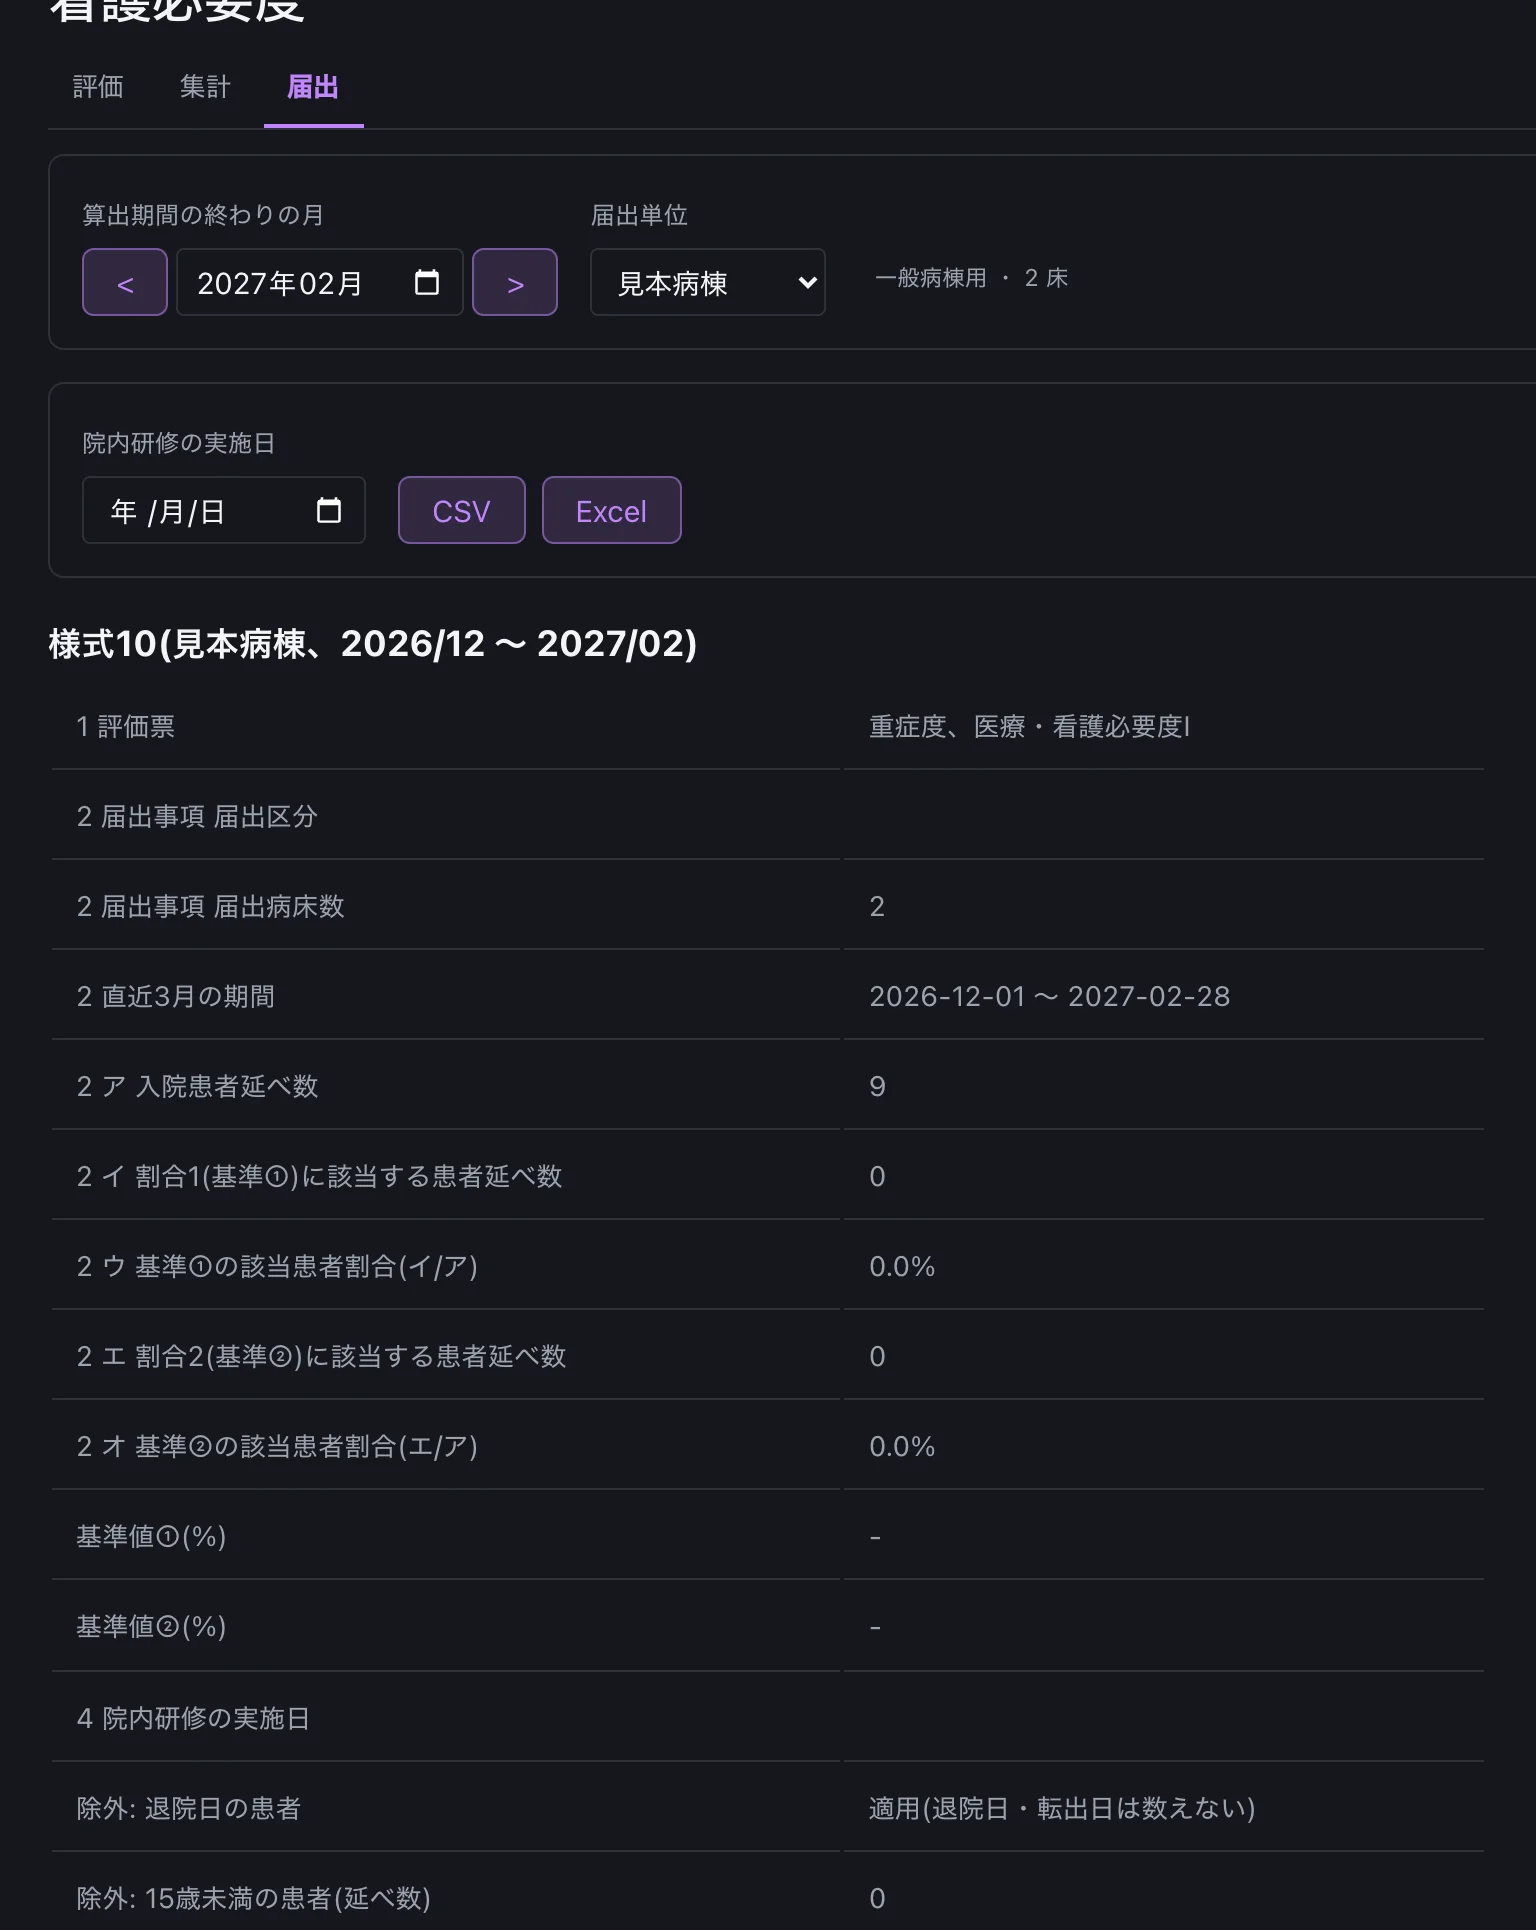 看護必要度
評価 集計 届出
算出期間の終わりの月 届出単位
< 2027年02月 > 見本病棟 一般病棟用 ・ 2 床
院内研修の実施日
年 /月/日 CSV Excel
様式10(見本病棟、2026/12 〜 2027/02)
1 評価票 重症度、医療・看護必要度Ⅰ
2 届出事項 届出区分
2 届出事項 届出病床数 2
2 直近3月の期間 2026-12-01 〜 2027-02-28
2 ア 入院患者延べ数 9
2 イ 割合1(基準①)に該当する患者延べ数 0
2 ウ 基準①の該当患者割合(イ/ア) 0.0%
2 エ 割合2(基準②)に該当する患者延べ数 0
2 オ 基準②の該当患者割合(エ/ア) 0.0%
基準値①(%) -
基準値②(%) -
4 院内研修の実施日
除外: 退院日の患者 適用(退院日・転出日は数えない)
除外: 15歳未満の患者(延べ数) 0